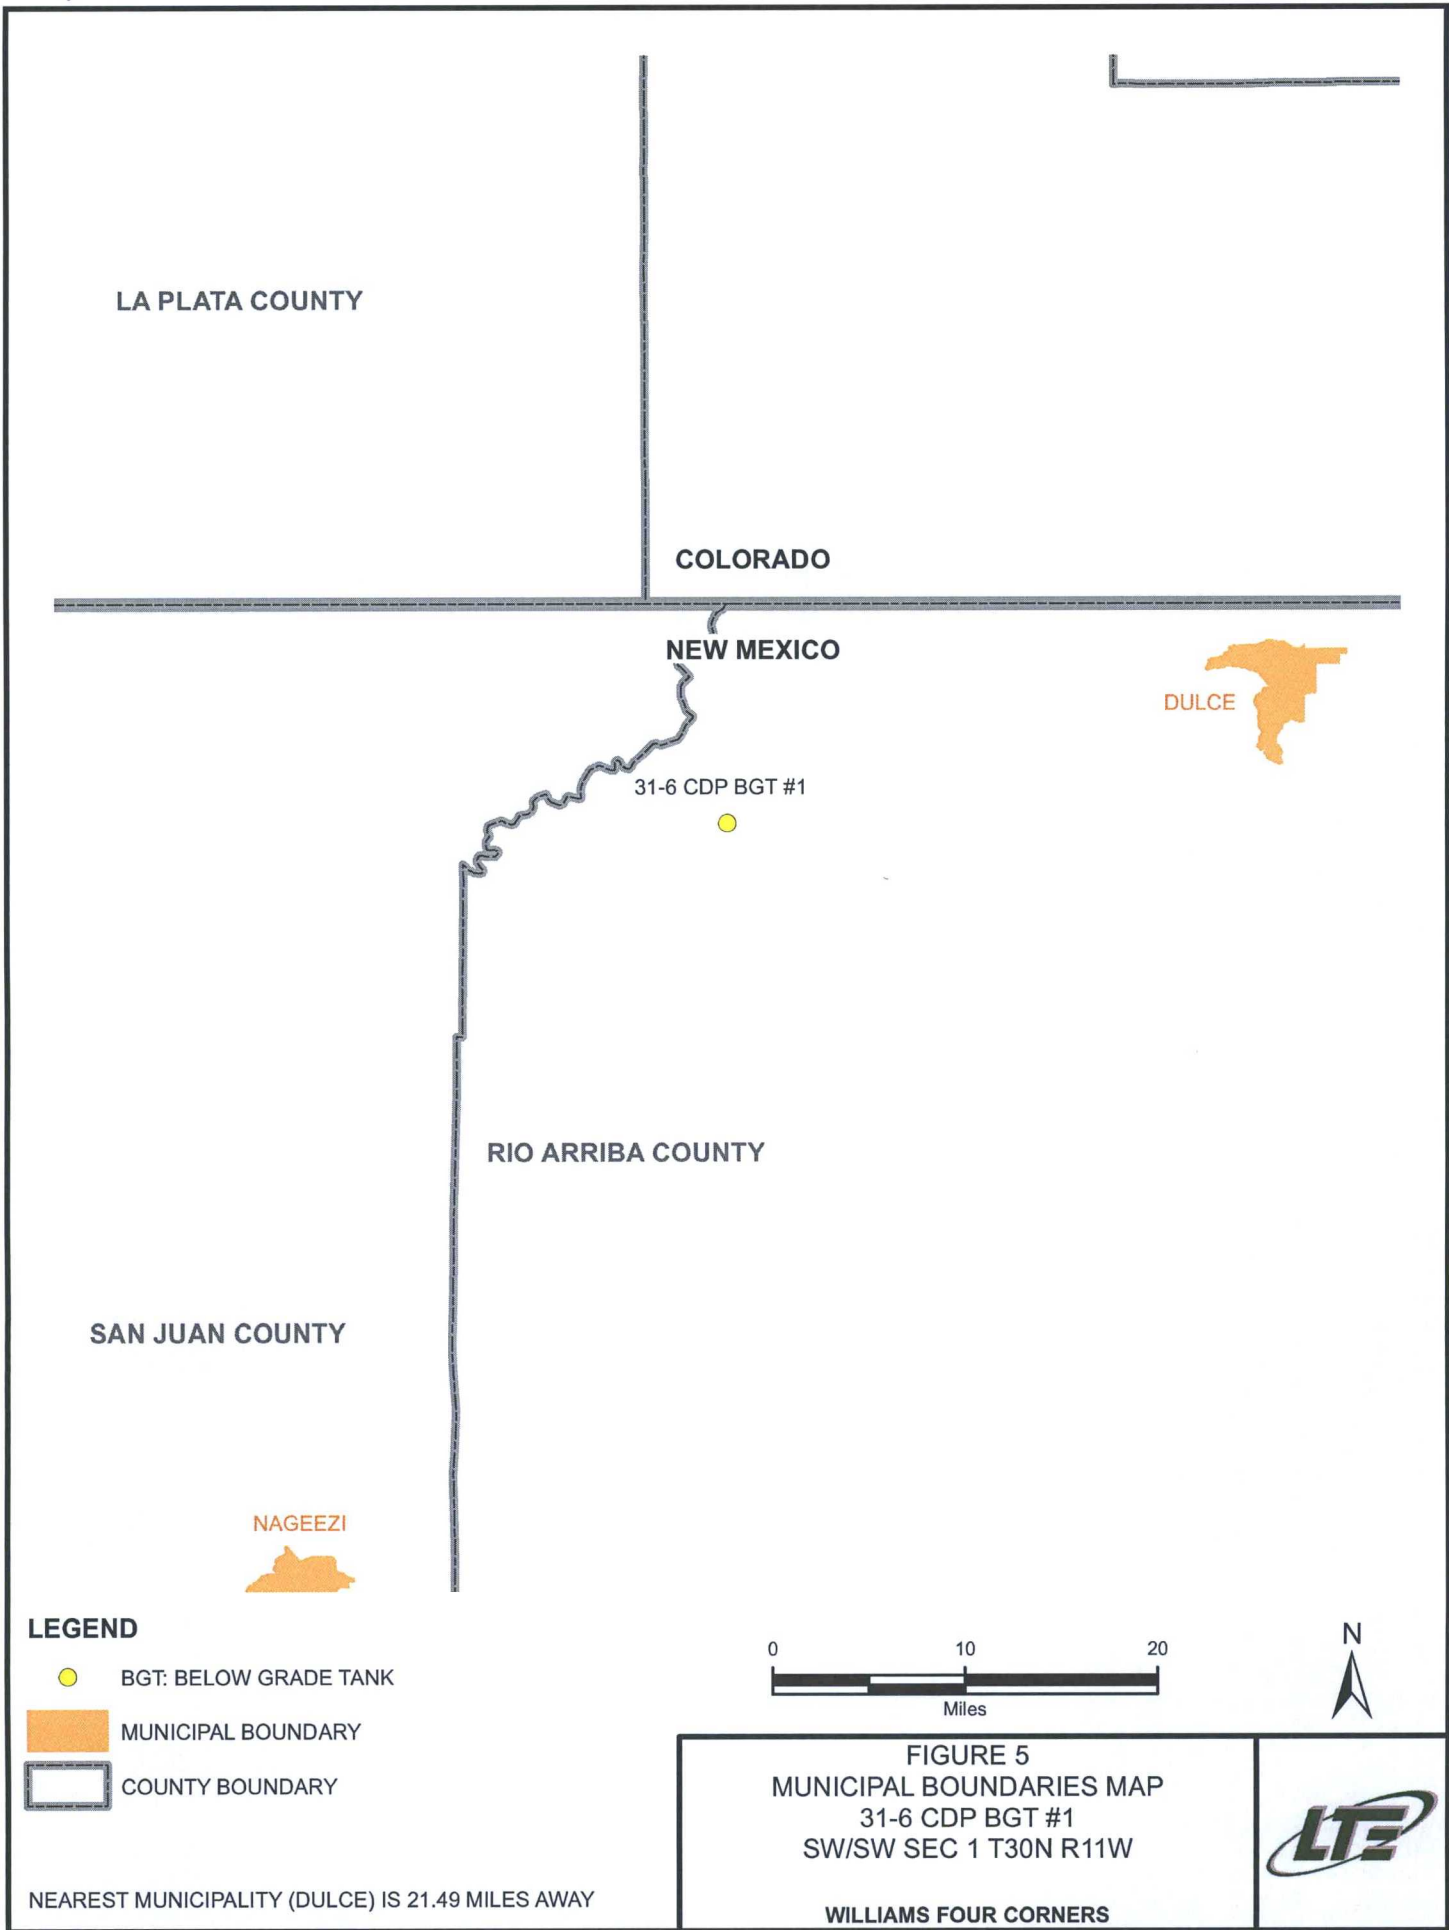 LA PLATA COUNTY
COLORADO
NEW MEXICO
DULCE
31-6 CDP BGT #1
RIO ARRIBA COUNTY
SAN JUAN COUNTY
NAGEEZI
LEGEND
BGT: BELOW GRADE TANK
MUNICIPAL BOUNDARY
COUNTY BOUNDARY
NEAREST MUNICIPALITY (DULCE) IS 21.49 MILES AWAY
0 10 20
Miles
N
FIGURE 5
MUNICIPAL BOUNDARIES MAP
31-6 CDP BGT #1
SW/SW SEC 1 T30N R11W
WILLIAMS FOUR CORNERS
LTE